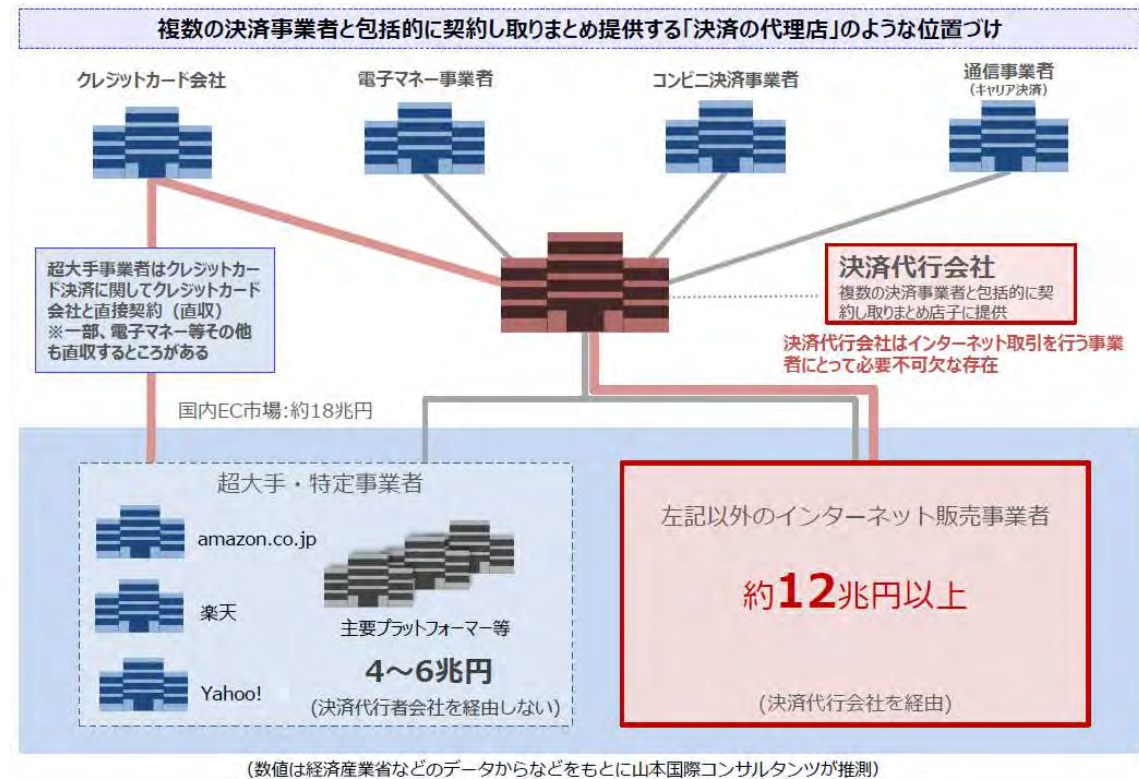 複数の決済事業者と包括的に契約し取りまとめ提供する「決済の代理店」のような位置づけ
クレジットカード会社
電子マネー事業者
コンビニ決済事業者
通信事業者
(キャリア決済)
超大手事業者はクレジットカー
ド決済に関してクレジットカード
会社と直接契約（直収）
※一部、電子マネー等その他
も直収するところがある
決済代行会社
複数の決済事業者と包括的に契
約し取りまとめ店子に提供
決済代行会社はインターネット取引を行う事業
者にとって必要不可欠な存在
国内EC市場:約18兆円
超大手・特定事業者
amazon.co.jp
楽天
Yahoo!
主要プラットフォーマー等
4～6兆円
(決済代行者会社を経由しない)
左記以外のインターネット販売事業者
約12兆円以上
(決済代行会社を経由)
(数値は経済産業省などのデータからなどをもとに山本国際コンサルタンツが推測)